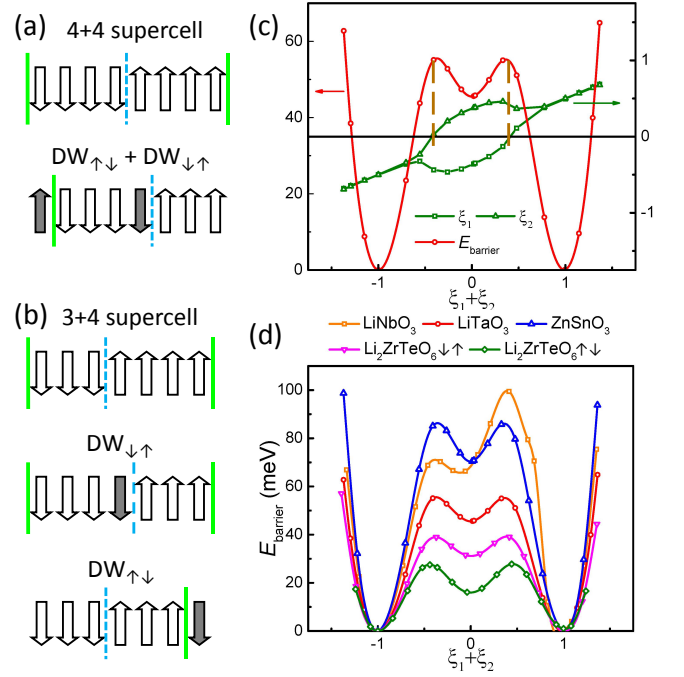 (a)
4+4 supercell
DW↑↓ + DW↓↑
(b)
3+4 supercell
DW↓↑
DW↑↓
(c)
60
40
20
0
1
0
-1
ξ₁ ξ₂
E_barrier
-1 0 1
ξ₁+ξ₂
(d)
LiNbO₃ LiTaO₃ ZnSnO₃
Li₂ZrTeO₆↓↑ Li₂ZrTeO₆↑↓
E_barrier (meV)
100
80
60
40
20
0
-1 0 1
ξ₁+ξ₂